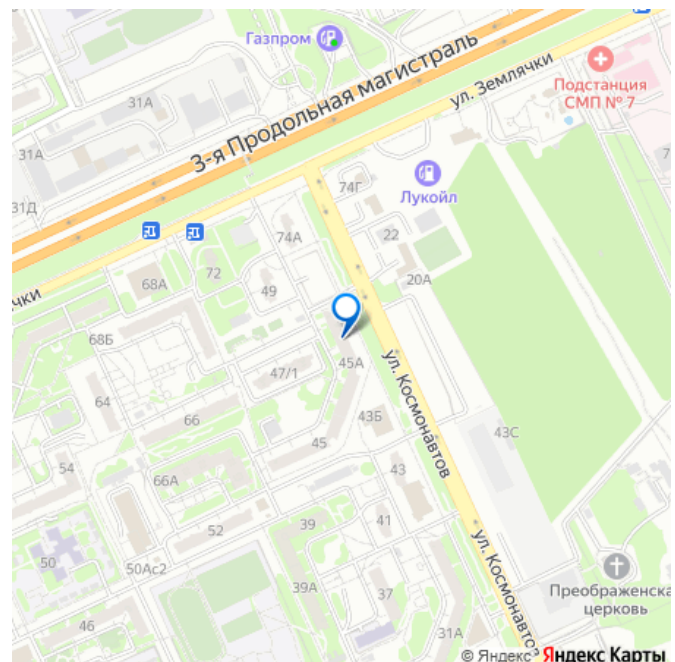 Газпром
3-я Продольная магистраль
ул. Землячки
Подстанция
СМП № 7
31А
31А
31Д
74Г
Лукойл
7
74А
22
72
68А
49
20А
чки
68Б
45А
47/1
ул. Космонавтов
64
66
43Б
43С
45
54
66А
43
52
39
41
50
50Ас2
ул. Космонавтов
39А
37
Преображенска
церковь
46
31А
© Яндекс Яндекс Карты